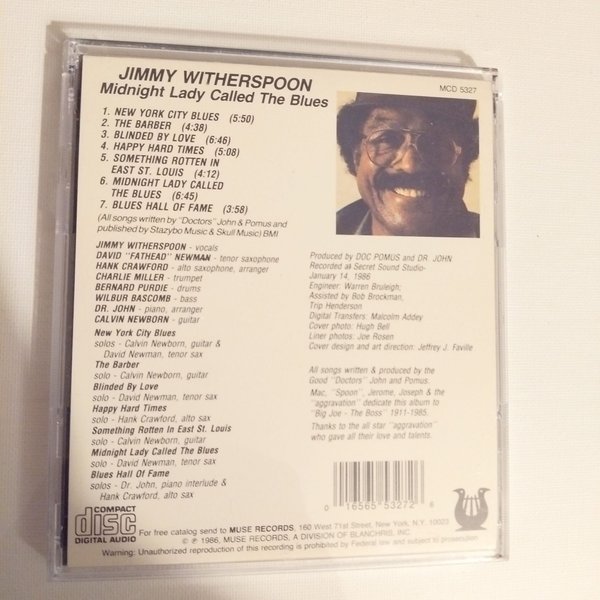 JIMMY WITHERSPOON
Midnight Lady Called The Blues
MCD 5327
1. NEW YORK CITY BLUES (5:50)
2. THE BARBER (4:38)
3. BLINDED BY LOVE (6:46)
4. HAPPY HARD TIMES (5:08)
5. SOMETHING ROTTEN IN
EAST ST. LOUIS (4:12)
6. MIDNIGHT LADY CALLED
THE BLUES (6:45)
7. BLUES HALL OF FAME (3:58)
(All songs written by "Doctors" John & Pomus and
published by Stazybo Music & Skull Music) BMI
JIMMY WITHERSPOON - vocals
DAVID "FATHEAD" NEWMAN - tenor saxophone
HANK CRAWFORD - alto saxophone, arranger
CHARLIE MILLER - trumpet
BERNARD PURDIE - drums
WILBUR BASCOMB - bass
DR. JOHN - piano, arranger
CALVIN NEWBORN - guitar
New York City Blues
solos - Calvin Newborn, guitar &
David Newman, tenor sax
The Barber
solo - Calvin Newborn, guitar
Blinded By Love
solo - David Newman, tenor sax
Happy Hard Times
solo - Hank Crawford, alto sax
Something Rotten In East St. Louis
solo - Calvin Newborn, guitar
Midnight Lady Called The Blues
solo - David Newman, tenor sax
Blues Hall Of Fame
solos - Dr. John, piano interlude &
Hank Crawford, alto sax
Produced by DOC POMUS and DR. JOHN
Recorded at Secret Sound Studio-
January 14, 1986
Engineer: Warren Bruleigh;
Assisted by Bob Brockman,
Trip Henderson
Digital Transfers: Malcolm Addey
Cover photo: Hugh Bell
Liner photos: Joe Rosen
Cover design and art direction: Jeffrey J. Faville
All songs written & produced by the
Good "Doctors" John and Pomus.
Mac, "Spoon", Jerome, Joseph & the
"aggravation" dedicate this album to
"Big Joe - The Boss" 1911-1985.
Thanks to the all star "aggravation"
who gave all their love and talents.
0 16565 53272 6
COMPACT
disc
DIGITAL AUDIO
For free catalog send to MUSE RECORDS, 160 West 71st Street, New York, N.Y. 10023
© ℗ 1986, MUSE RECORDS, A DIVISION OF BLANCHRIS, INC.
Warning: Unauthorized reproduction of this recording is prohibited by Federal law and subject to prosecution